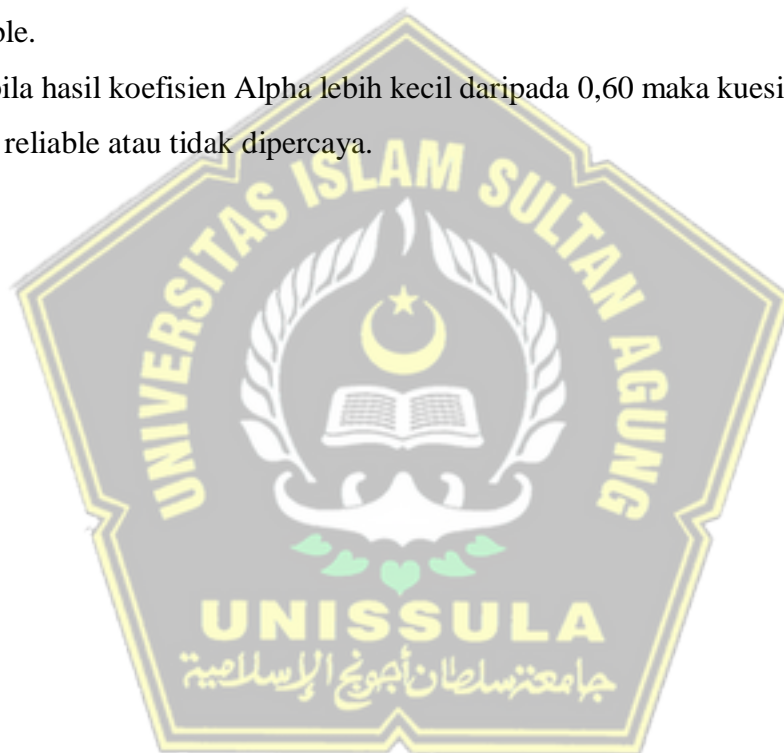 ble.
ila hasil koefisien Alpha lebih kecil daripada 0,60 maka kuesi
reliable atau tidak dipercaya.
UNIVERSITAS ISLAM SULTAN AGUNG
UNISSULA
جامعة سلطان أجونج الإسلامية